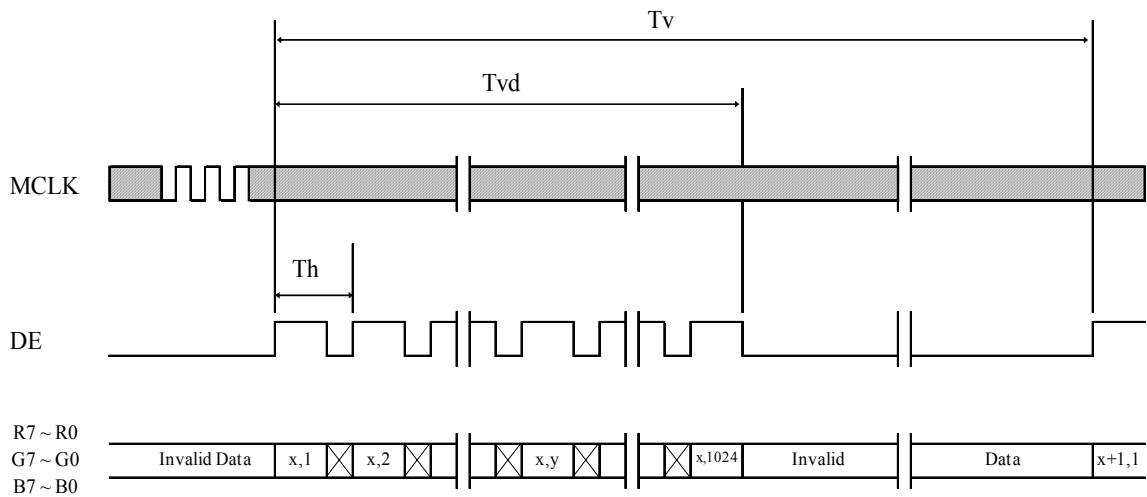 Tv
Tvd
MCLK
Th
DE
R7 ~ R0
G7 ~ G0
B7 ~ B0
Invalid Data x,1 x,2 x,y x,1024 Invalid Data x+1,1